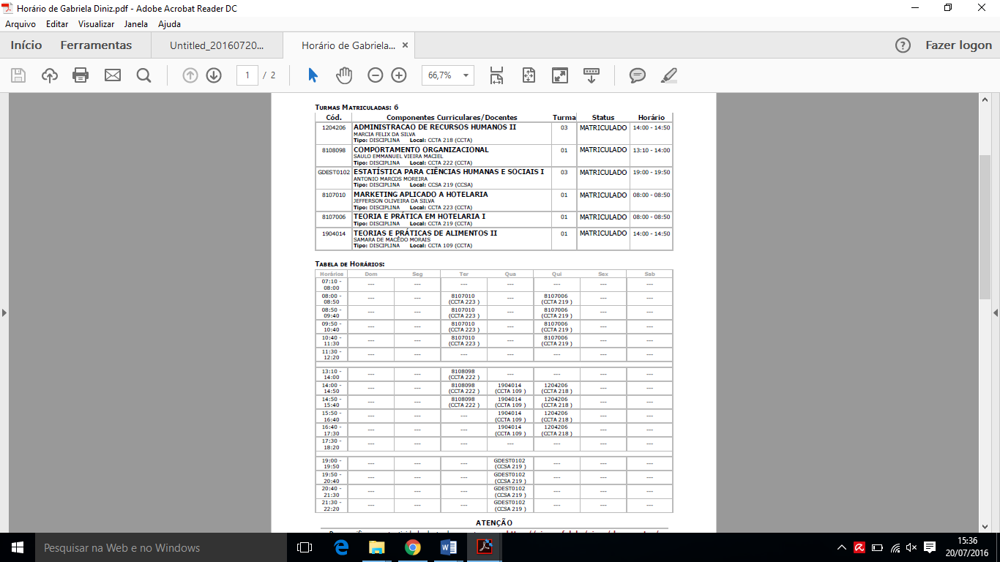 Horário de Gabriela Diniz.pdf - Adobe Acrobat Reader DC
Arquivo Editar Visualizar Janela Ajuda
Início Ferramentas Untitled_20160720... Horário de Gabriela... × ? Fazer logon
1 / 2 66,7%
TURMAS MATRICULADAS: 6
Cód. Componentes Curriculares/Docentes Turma Status Horário
1204206 ADMINISTRACAO DE RECURSOS HUMANOS II 03 MATRICULADO 14:00 - 14:50
MARCIA FELIX DA SILVA
Tipo: DISCIPLINA Local: CCTA 218 (CCTA)
8108098 COMPORTAMENTO ORGANIZACIONAL 01 MATRICULADO 13:10 - 14:00
SAULO EMMANUEL VIEIRA MACIEL
Tipo: DISCIPLINA Local: CCTA 222 (CCTA)
GDEST0102 ESTATÍSTICA PARA CIÊNCIAS HUMANAS E SOCIAIS I 03 MATRICULADO 19:00 - 19:50
ANTONIO MARCOS MOREIRA
Tipo: DISCIPLINA Local: CCSA 219 (CCSA)
8107010 MARKETING APLICADO A HOTELARIA 01 MATRICULADO 08:00 - 08:50
JEFFERSON OLIVEIRA DA SILVA
Tipo: DISCIPLINA Local: CCTA 223 (CCTA)
8107006 TEORIA E PRÁTICA EM HOTELARIA I 01 MATRICULADO 08:00 - 08:50
Tipo: DISCIPLINA Local: CCTA 219 (CCTA)
1904014 TEORIAS E PRÁTICAS DE ALIMENTOS II 01 MATRICULADO 14:00 - 14:50
SAMARA DE MACÊDO MORAIS
Tipo: DISCIPLINA Local: CCTA 109 (CCTA)
TABELA DE HORÁRIOS:
Horários Dom Seg Ter Qua Qui Sex Sab
07:10 - 08:00 --- --- --- --- --- --- ---
08:00 - 08:50 --- --- 8107010 (CCTA 223 ) --- 8107006 (CCTA 219 ) --- ---
08:50 - 09:40 --- --- 8107010 (CCTA 223 ) --- 8107006 (CCTA 219 ) --- ---
09:50 - 10:40 --- --- 8107010 (CCTA 223 ) --- 8107006 (CCTA 219 ) --- ---
10:40 - 11:30 --- --- 8107010 (CCTA 223 ) --- 8107006 (CCTA 219 ) --- ---
11:30 - 12:20 --- --- --- --- --- --- ---
13:10 - 14:00 --- --- 8108098 (CCTA 222 ) --- --- --- ---
14:00 - 14:50 --- --- 8108098 (CCTA 222 ) 1904014 (CCTA 109 ) 1204206 (CCTA 218 ) --- ---
14:50 - 15:40 --- --- 8108098 (CCTA 222 ) 1904014 (CCTA 109 ) 1204206 (CCTA 218 ) --- ---
15:50 - 16:40 --- --- --- 1904014 (CCTA 109 ) 1204206 (CCTA 218 ) --- ---
16:40 - 17:30 --- --- --- 1904014 (CCTA 109 ) 1204206 (CCTA 218 ) --- ---
17:30 - 18:20 --- --- --- --- --- --- ---
19:00 - 19:50 --- --- --- GDEST0102 (CCSA 219 ) --- --- ---
19:50 - 20:40 --- --- --- GDEST0102 (CCSA 219 ) --- --- ---
20:40 - 21:30 --- --- --- GDEST0102 (CCSA 219 ) --- --- ---
21:30 - 22:20 --- --- --- GDEST0102 (CCSA 219 ) --- --- ---
ATENÇÃO
Pesquisar na Web e no Windows
15:36
20/07/2016